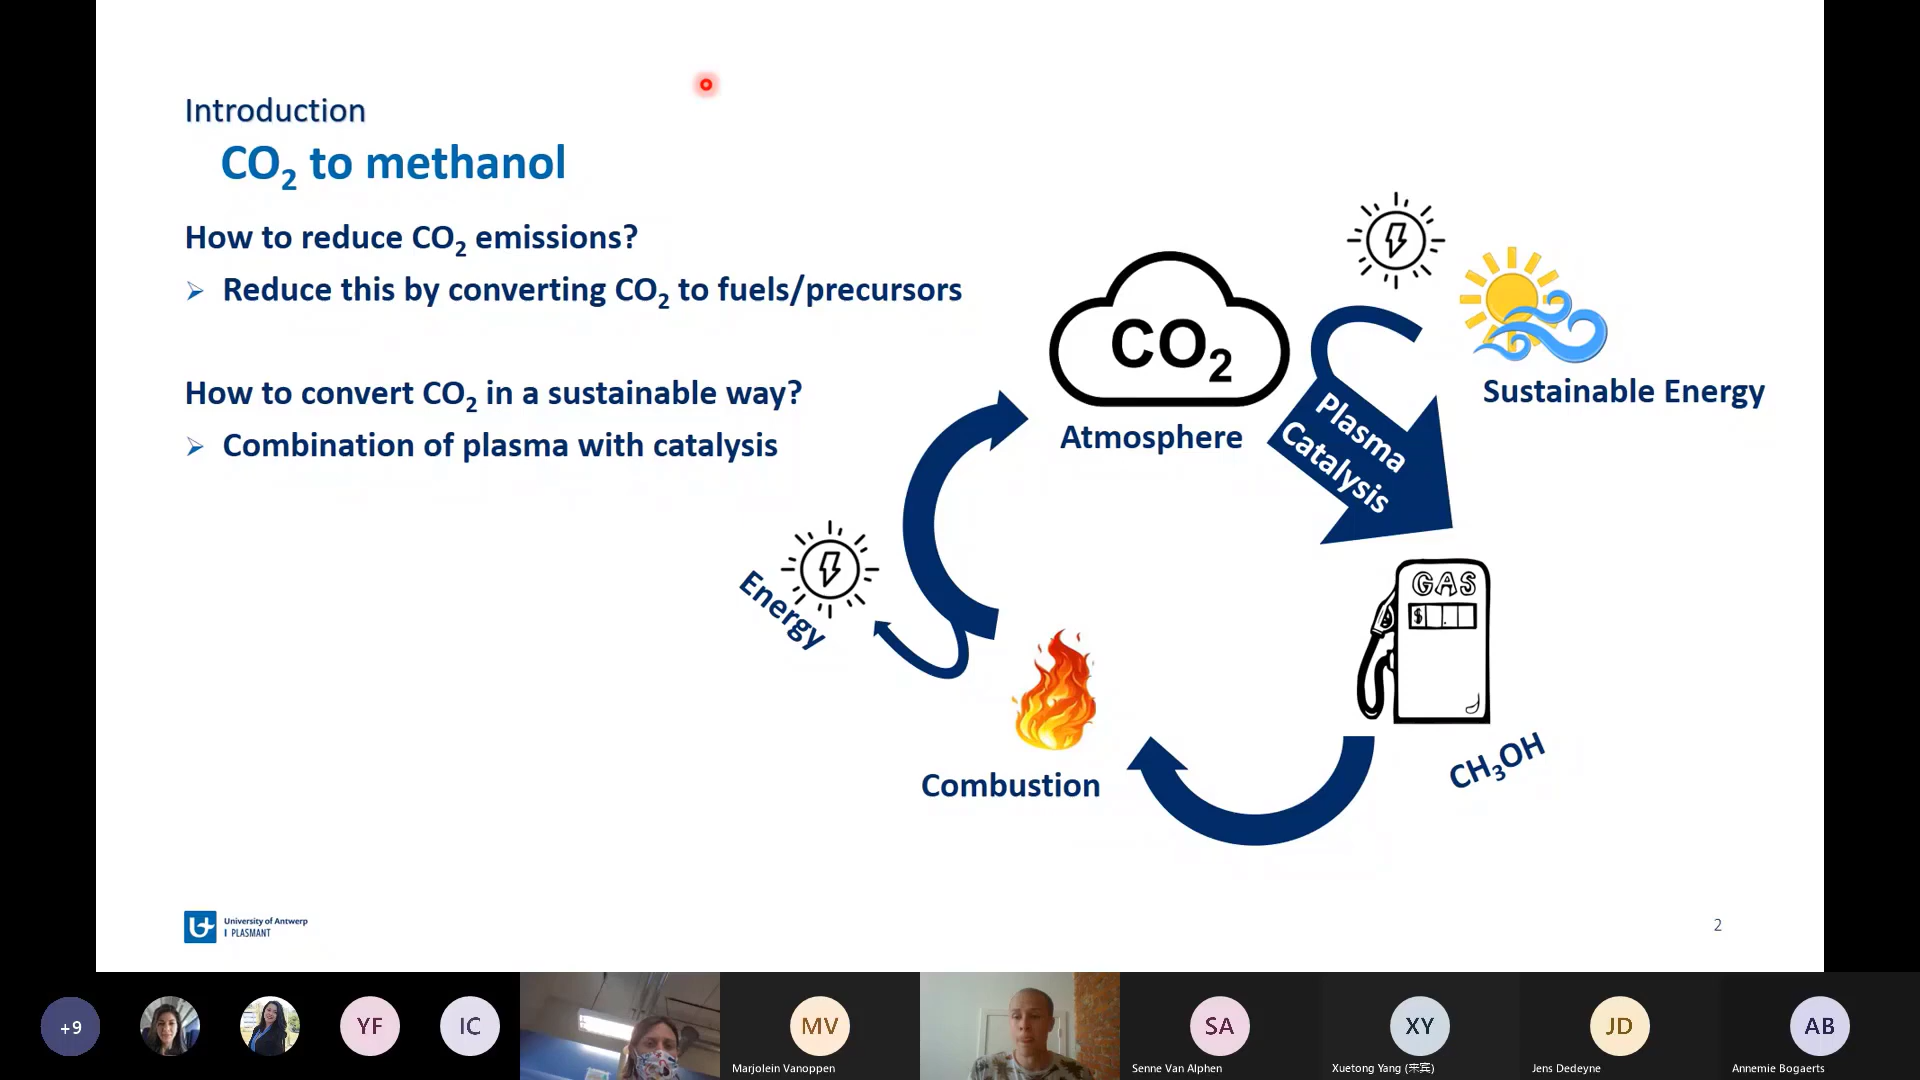 Introduction
CO₂ to methanol
How to reduce CO₂ emissions?
Reduce this by converting CO₂ to fuels/precursors
How to convert CO₂ in a sustainable way?
Combination of plasma with catalysis
CO₂
Atmosphere
Sustainable Energy
Plasma
Catalysis
Energy
GAS
$
CH₃OH
Combustion
University of Antwerp
I PLASMANT
2
+9
YF
IC
MV
SA
XY
JD
AB
Marjolein Vanoppen
Senne Van Alphen
Xuetong Yang (朱宾)
Jens Dedeyne
Annemie Bogaerts